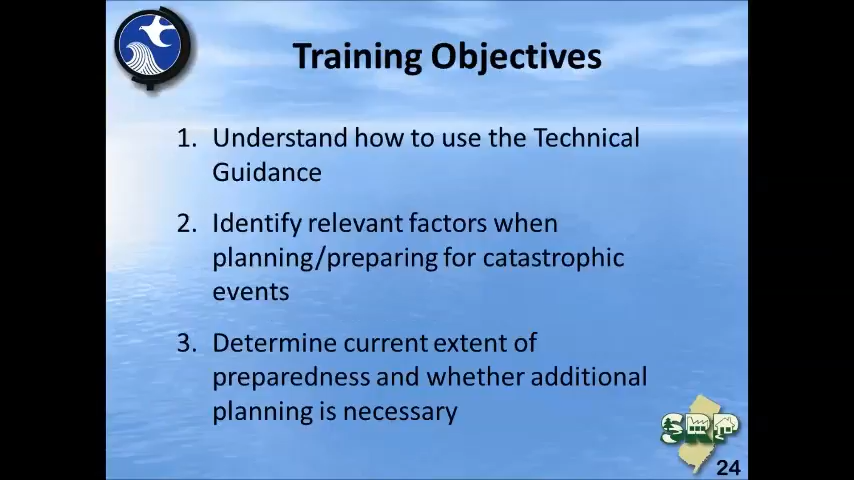 Training Objectives
1. Understand how to use the Technical
Guidance
2. Identify relevant factors when
planning/preparing for catastrophic
events
3. Determine current extent of
preparedness and whether additional
planning is necessary
SRP
24